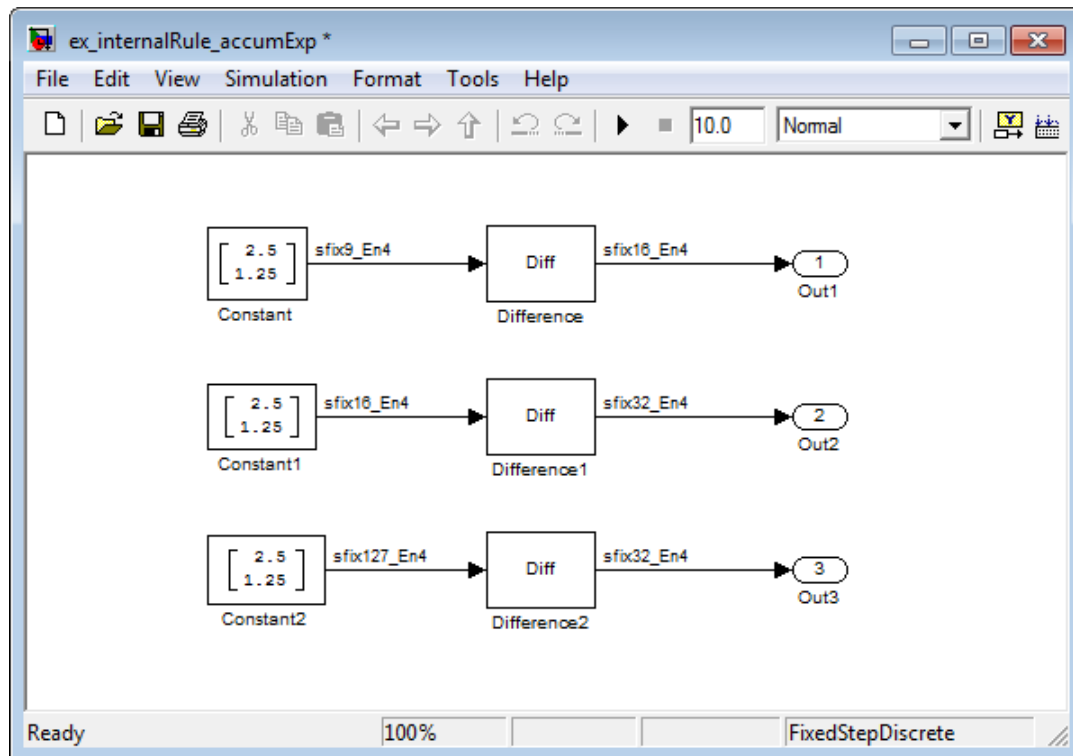 ex_internalRule_accumExp *
File Edit View Simulation Format Tools Help
10.0 Normal
2.5
1.25
sfix9_En4
Diff
sfix16_En4
1
Constant
Difference
Out1
2.5
1.25
sfix16_En4
Diff
sfix32_En4
2
Constant1
Difference1
Out2
2.5
1.25
sfix127_En4
Diff
sfix32_En4
3
Constant2
Difference2
Out3
Ready 100% FixedStepDiscrete